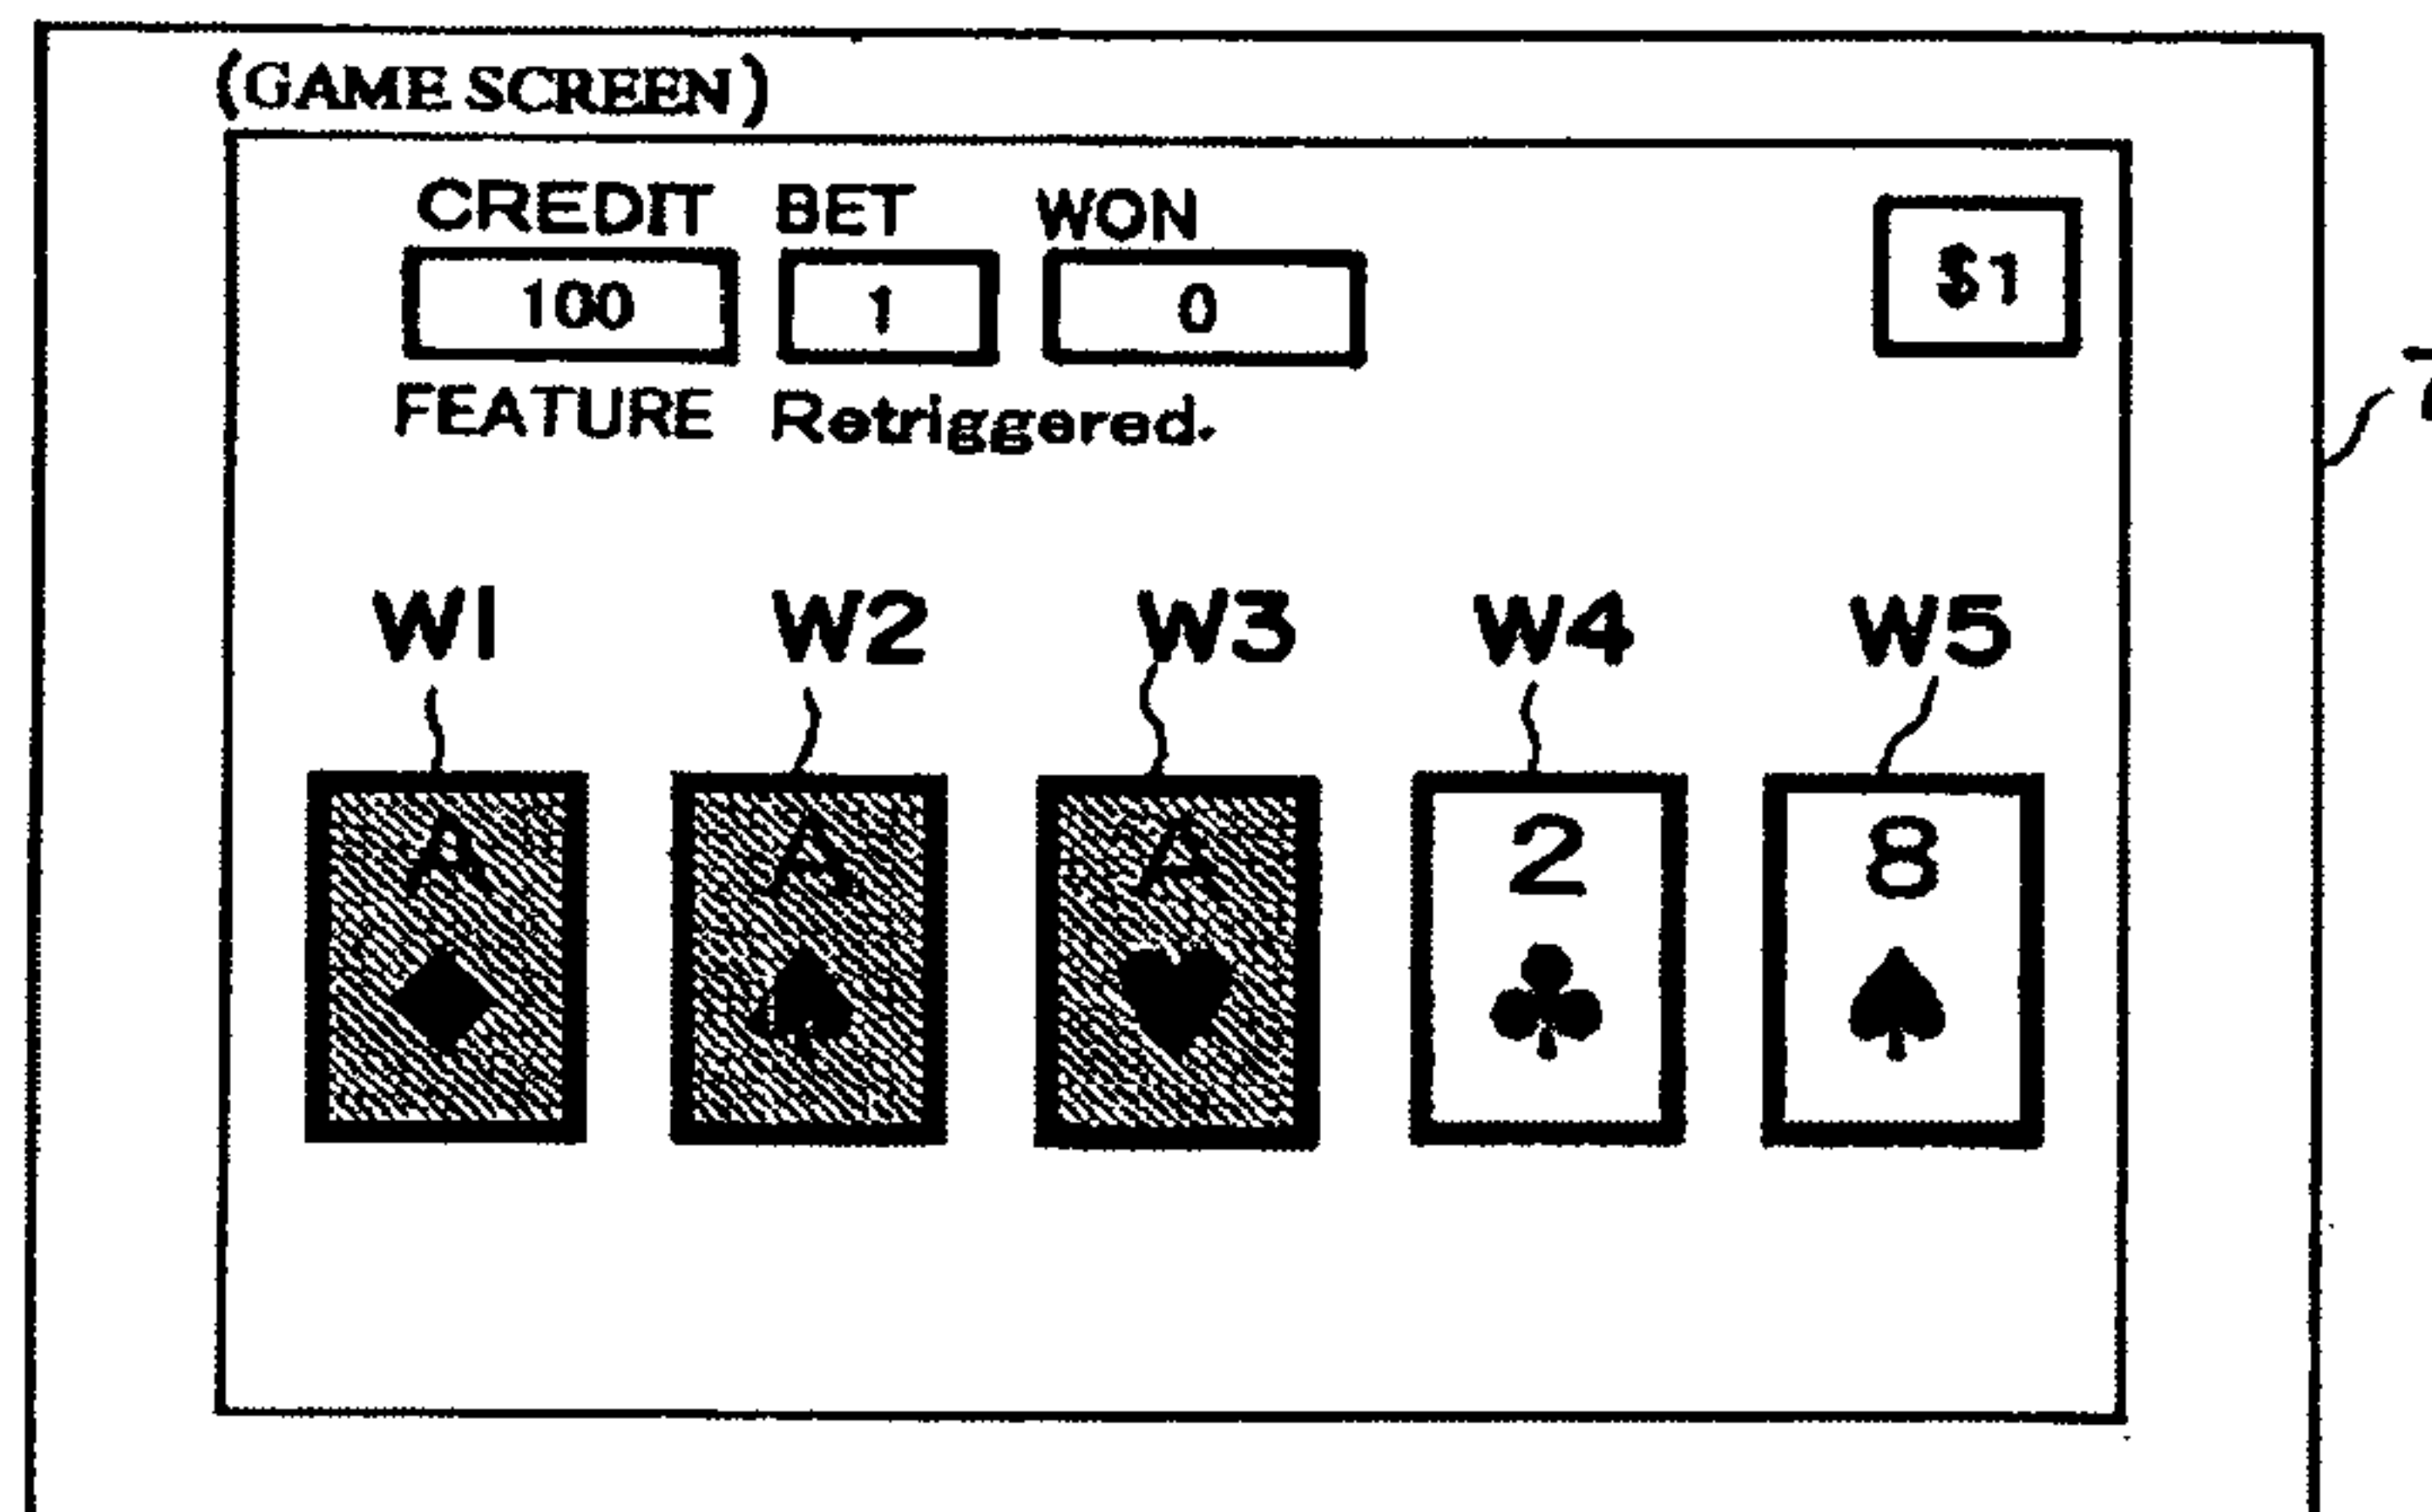 (GAME SCREEN)
CREDIT BET WON
100 1 0 $1
FEATURE Retriggered.
W1 W2 W3 W4 W5
A A A 2 8